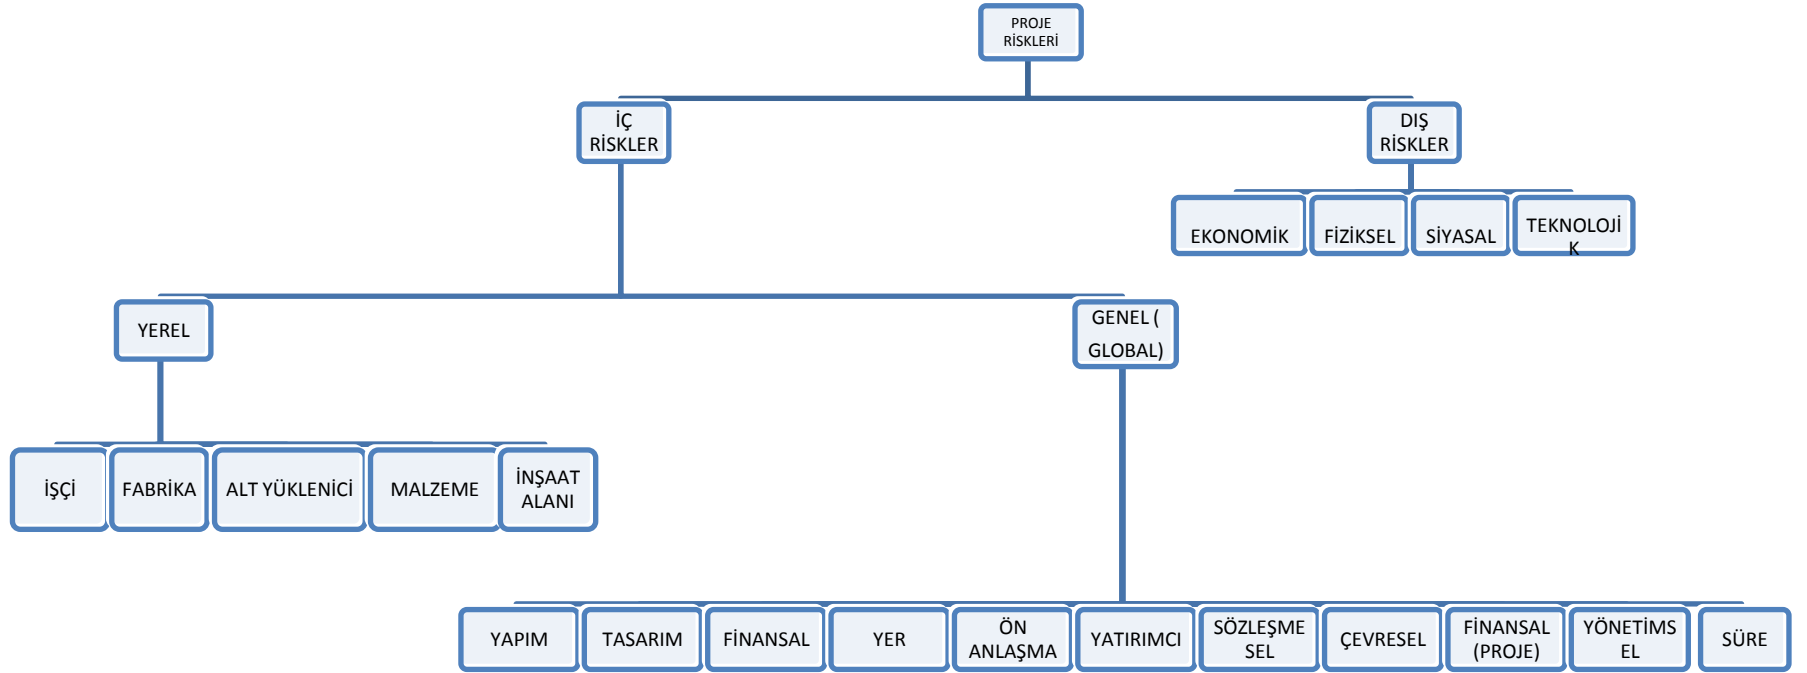 PROJE
RİSKLERİ
İÇ
RİSKLER
DIŞ
RİSKLER
EKONOMİK
FİZİKSEL
SİYASAL
TEKNOLOJİ
K
YEREL
GENEL (
GLOBAL)
İŞÇİ
FABRİKA
ALT YÜKLENİCİ
MALZEME
İNŞAAT
ALANI
YAPIM
TASARIM
FİNANSAL
YER
ÖN
ANLAŞMA
YATIRIMCI
SÖZLEŞME
SEL
ÇEVRESEL
FİNANSAL
(PROJE)
YÖNETİMS
EL
SÜRE